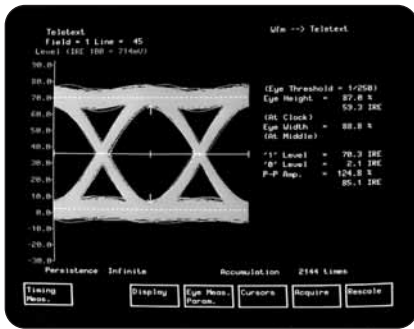 Teletext
Wfm --> Teletext
Field = 1 Line = 45
Level (IRE 100 = 714mV)
90.0
80.0
70.0
60.0
50.0
40.0
30.0
20.0
10.0
0.0
-10.0
-20.0
-30.0
(Eye Threshold = 1/250)
Eye Height = 87.0 %
59.3 IRE
(At Clock)
Eye Width = 88.8 %
(At Middle)
'1' Level = 70.3 IRE
'0' Level = 2.1 IRE
P-P Amp. = 124.8 %
85.1 IRE
Persistence Infinite
Accumulation 2144 times
Timing Meas.
Display
Eye Meas. Param.
Cursors
Acquire
Rescale